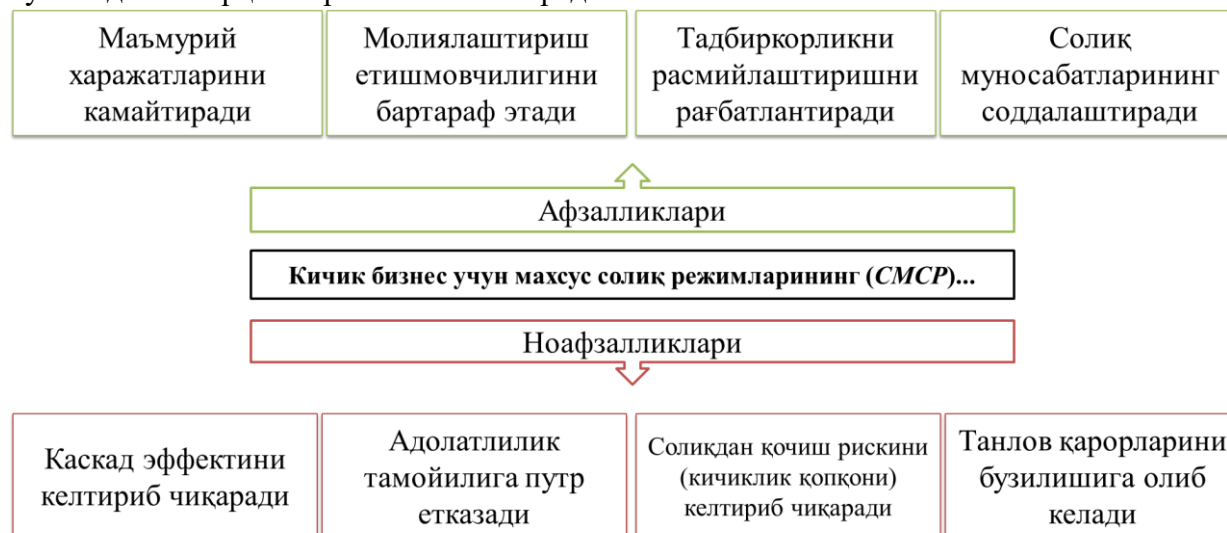 Маъмурий
харажатларини
камайтиради
Молиялаштириш
етишмовчилигини
бартараф этади
Тадбиркорликни
расмийлаштиришни
рағбатлантиради
Солиқ
муносабатларининг
соддалаштиради
Афзалликлари
Кичик бизнес учун махсус солиқ режимларининг (СМСР)...
Ноафзалликлари
Каскад эффектини
келтириб чиқаради
Адолатлилик
тамойилига путр
етказади
Солиқдан қочиш рискини
(кичиклик қопқони)
келтириб чиқаради
Танлов қарорларини
бузилишига олиб
келади